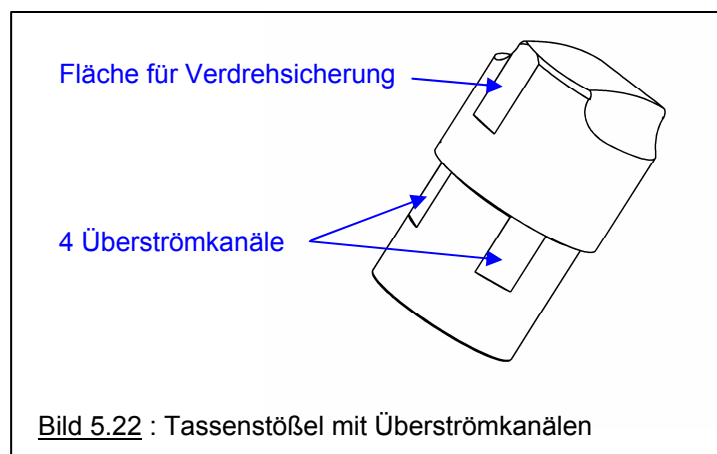 Fläche für Verdrehsicherung
4 Überströmkanäle
Bild 5.22 : Tassenstößel mit Überströmkanälen